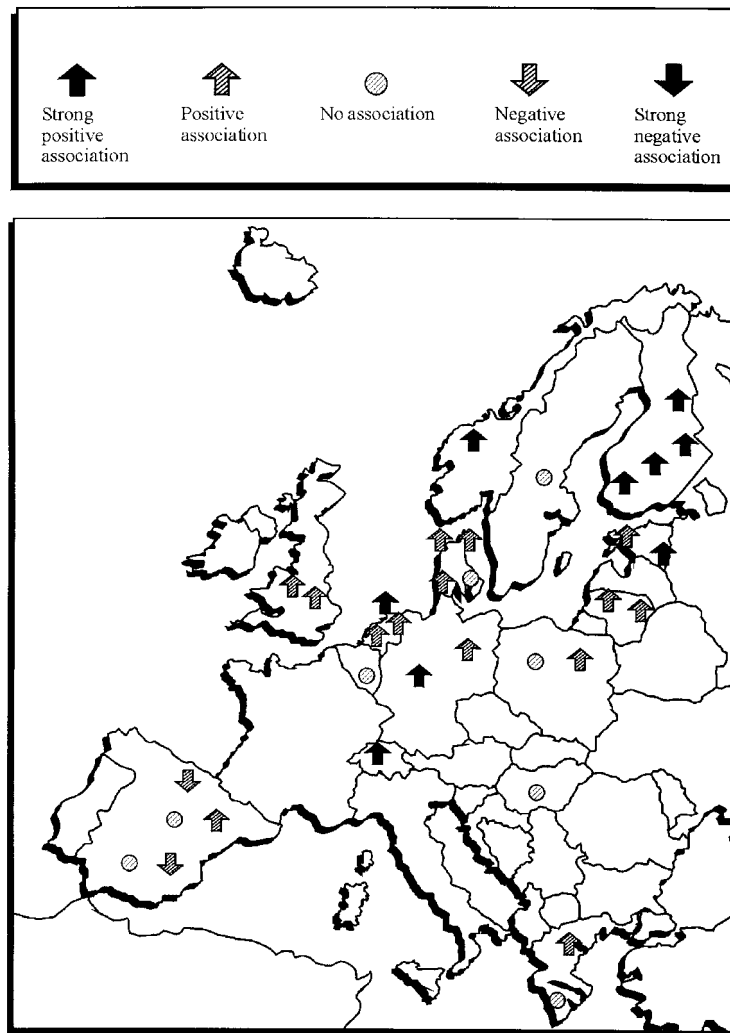 Strong
positive
association
Positive
association
No association
Negative
association
Strong
negative
association